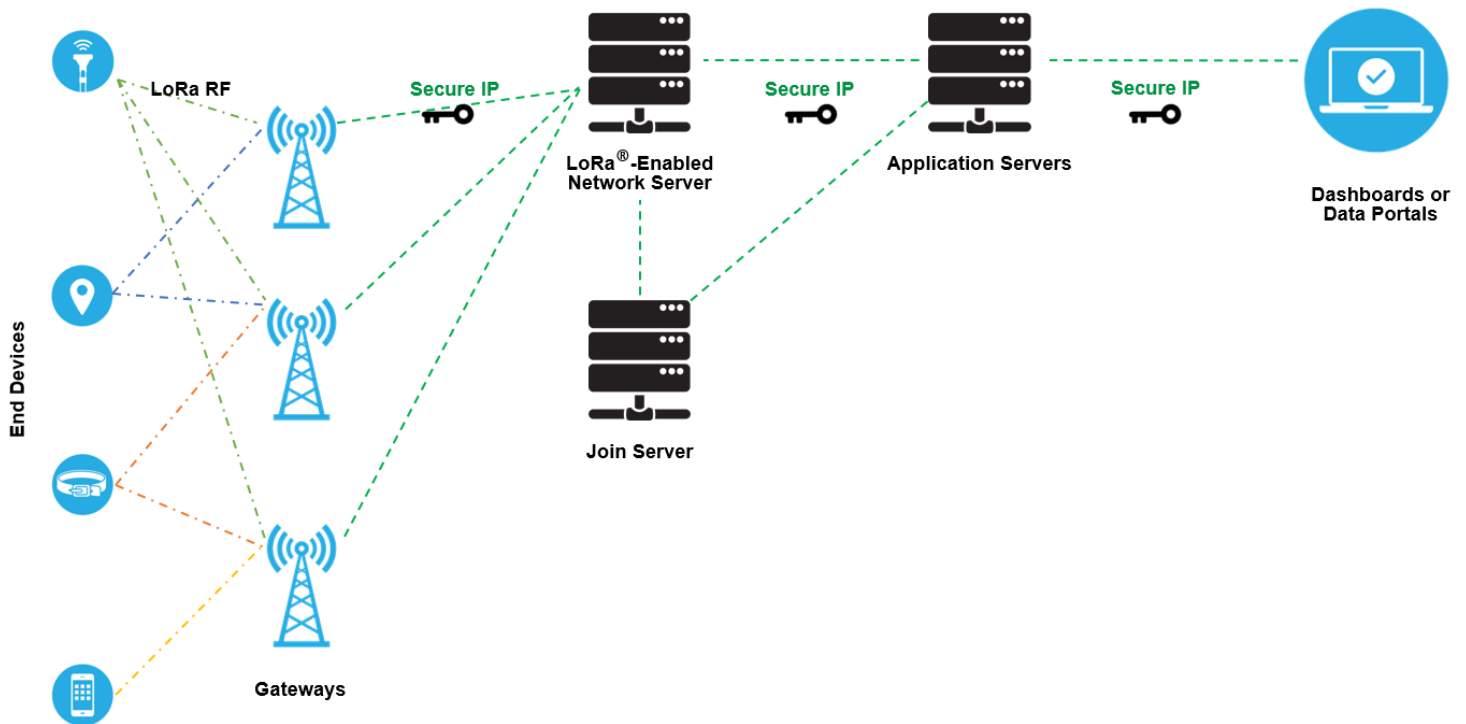 LoRa RF
Secure IP
Secure IP
Secure IP
LoRa®-Enabled
Network Server
Application Servers
Dashboards or
Data Portals
End Devices
Join Server
Gateways